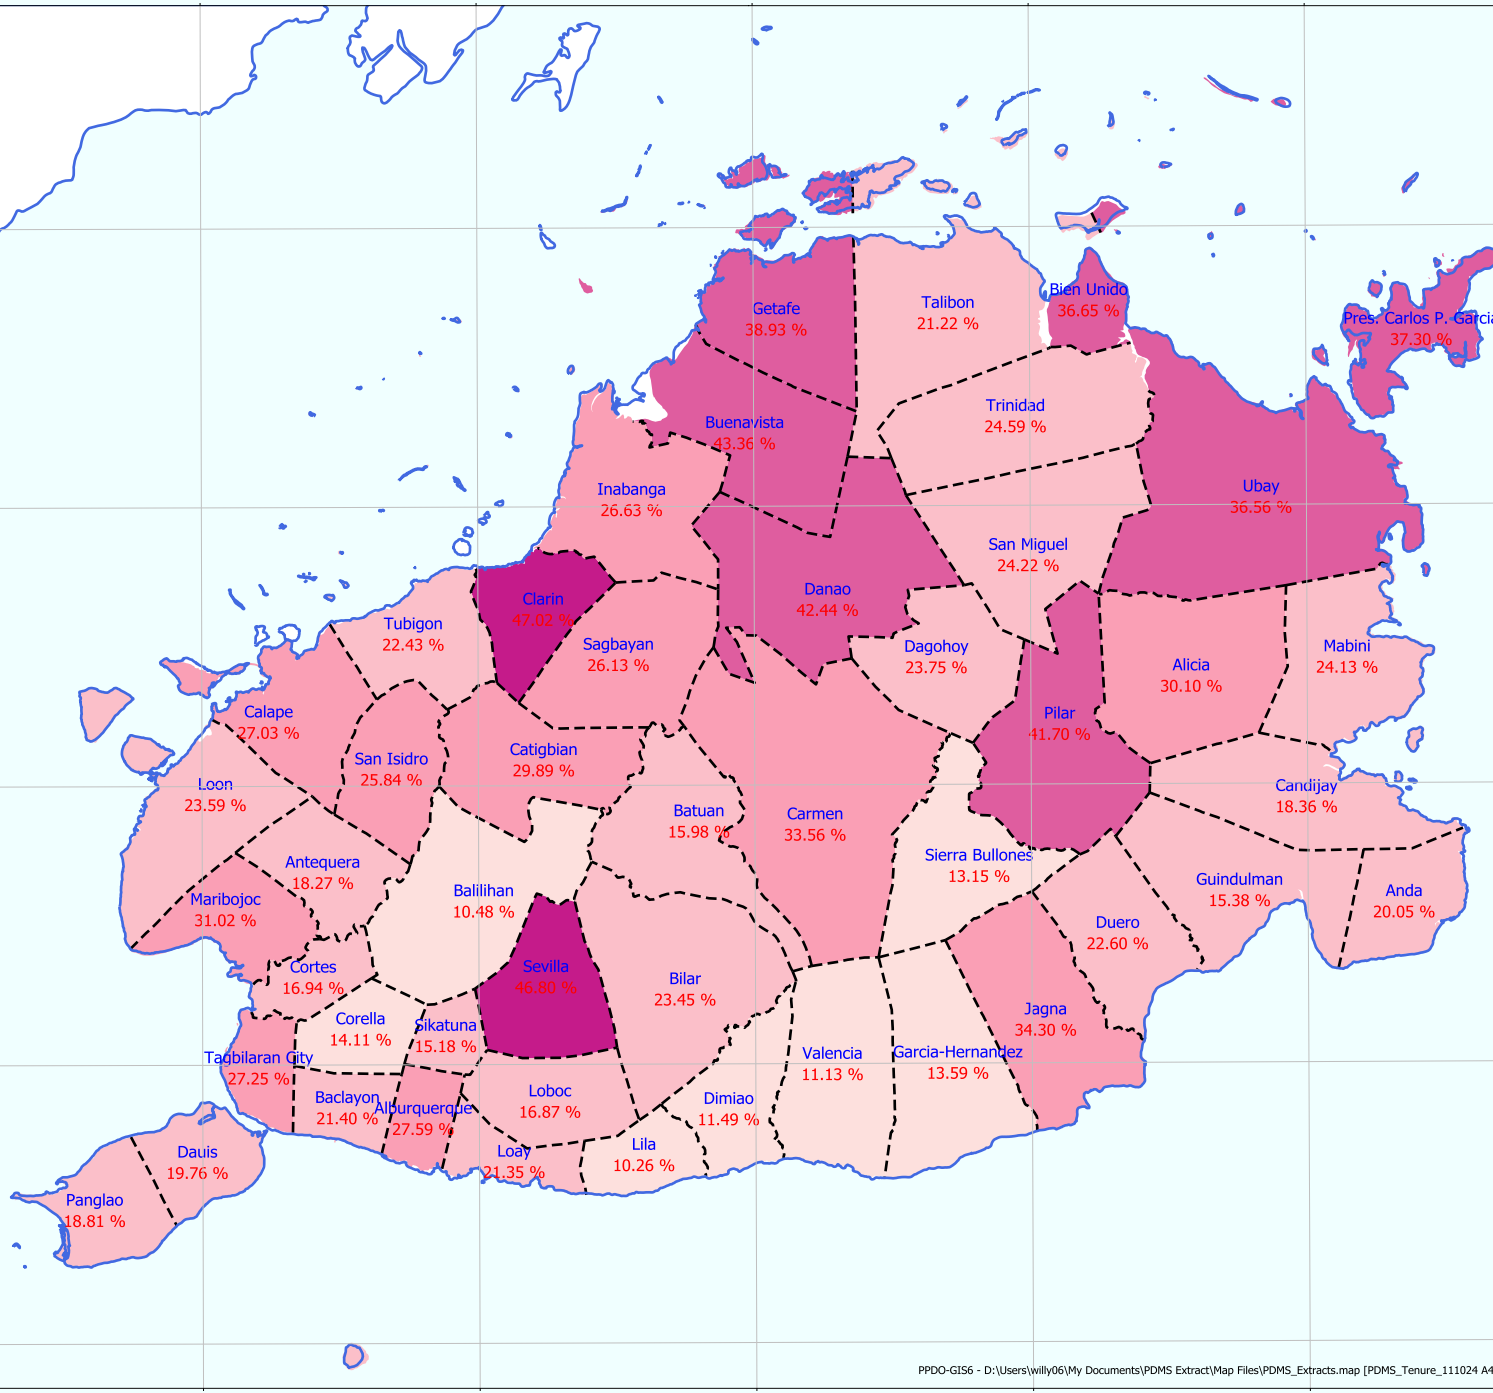 Getafe
38.93 %
Talibon
21.22 %
Bien Unido
36.65 %
Pres. Carlos P. Garcia
37.30 %
Buenavista
43.36 %
Trinidad
24.59 %
Inabanga
26.63 %
Ubay
36.56 %
San Miguel
24.22 %
Clarin
47.02 %
Danao
42.44 %
Tubigon
22.43 %
Sagbayan
26.13 %
Dagohoy
23.75 %
Alicia
30.10 %
Mabini
24.13 %
Calape
27.03 %
Pilar
41.70 %
San Isidro
25.84 %
Catigbian
29.89 %
Loon
23.59 %
Batuan
15.98 %
Carmen
33.56 %
Candijay
18.36 %
Antequera
18.27 %
Sierra Bullones
13.15 %
Balilihan
10.48 %
Maribojoc
31.02 %
Guindulman
15.38 %
Anda
20.05 %
Duero
22.60 %
Cortes
16.94 %
Sevilla
46.80 %
Bilar
23.45 %
Jagna
34.30 %
Corella
14.11 %
Sikatuna
15.18 %
Tagbilaran City
27.25 %
Valencia
11.13 %
Garcia-Hernandez
13.59 %
Baclayon
21.40 %
Alburquerque
27.59 %
Loboc
16.87 %
Dimiao
11.49 %
Dauis
19.76 %
Loay
21.35 %
Lila
10.26 %
Panglao
18.81 %
PPDO-GIS6 - D:\Users\willy06\My Documents\PDMS Extract\Map Files\PDMS_Extracts.map [PDMS_Tenure_111024 A4